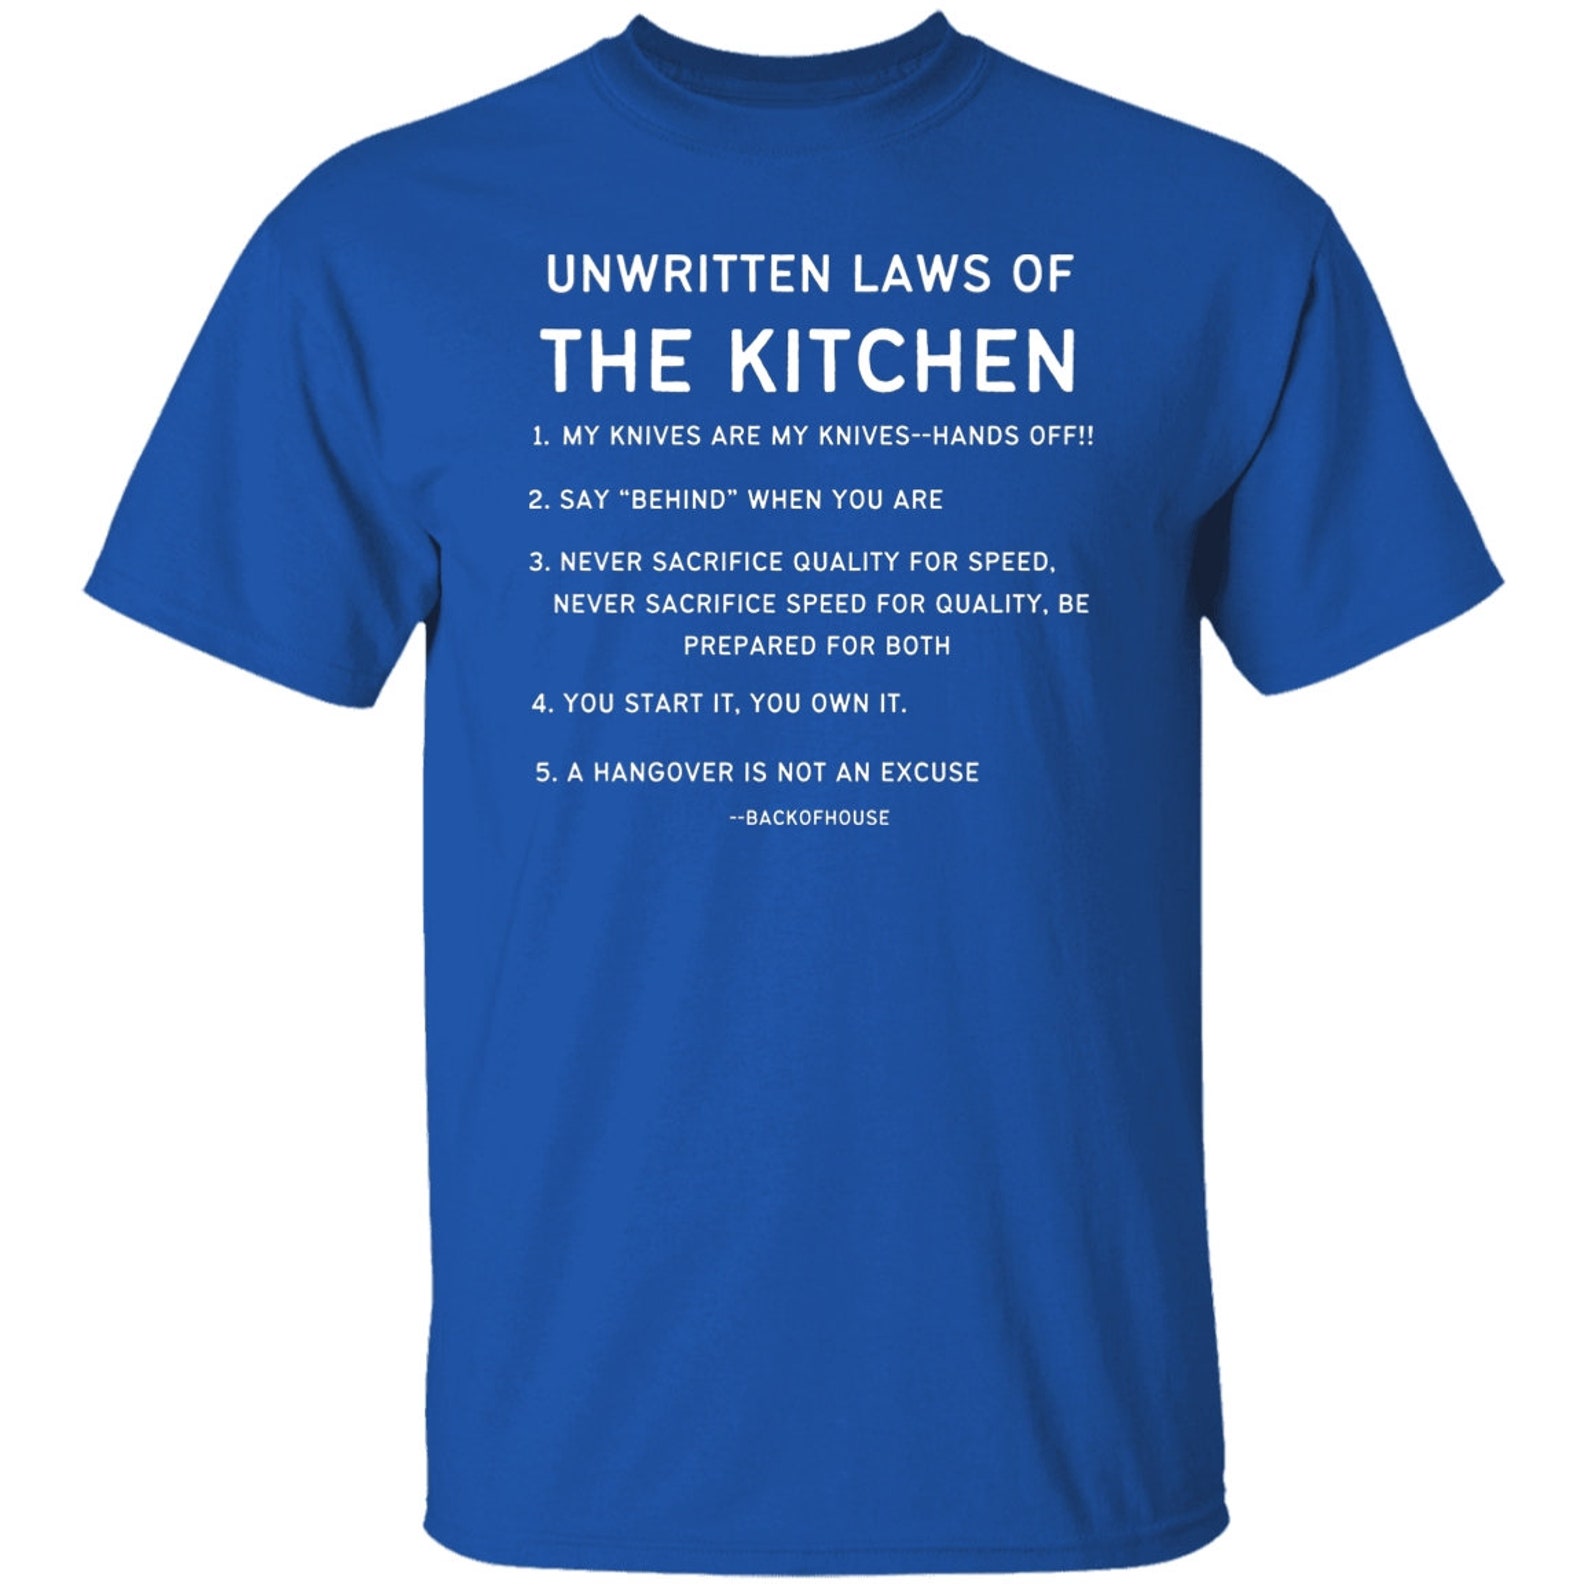 UNWRITTEN LAWS OF
THE KITCHEN
1. MY KNIVES ARE MY KNIVES--HANDS OFF!!
2. SAY “BEHIND” WHEN YOU ARE
3. NEVER SACRIFICE QUALITY FOR SPEED,
NEVER SACRIFICE SPEED FOR QUALITY, BE
PREPARED FOR BOTH
4. YOU START IT, YOU OWN IT.
5. A HANGOVER IS NOT AN EXCUSE
--BACKOFHOUSE